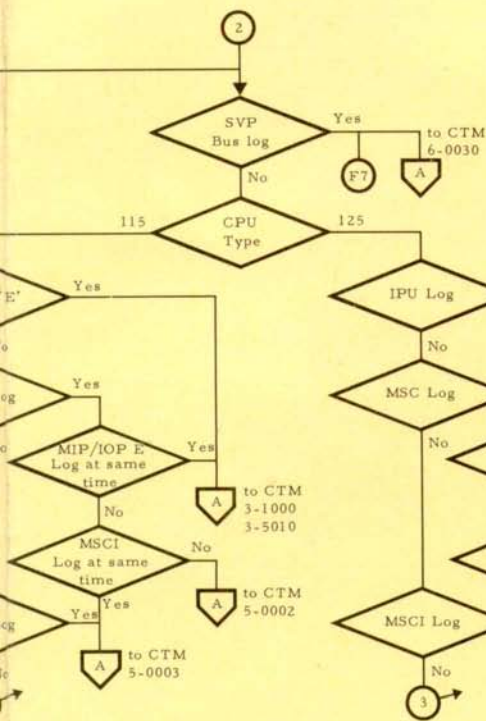 2
SVP
Bus log
Yes
to CTM
6-0030
F7
A
No
115
CPU
Type
125
E'
Yes
IPU Log
No
MSC Log
Yes
MIP/IOP E
Log at same
time
Yes
No
A
to CTM
3-1000
3-5010
No
MSCI
Log at same
time
No
Yes
A
to CTM
5-0002
Yes
MSCI Log
A
to CTM
5-0003
No
3